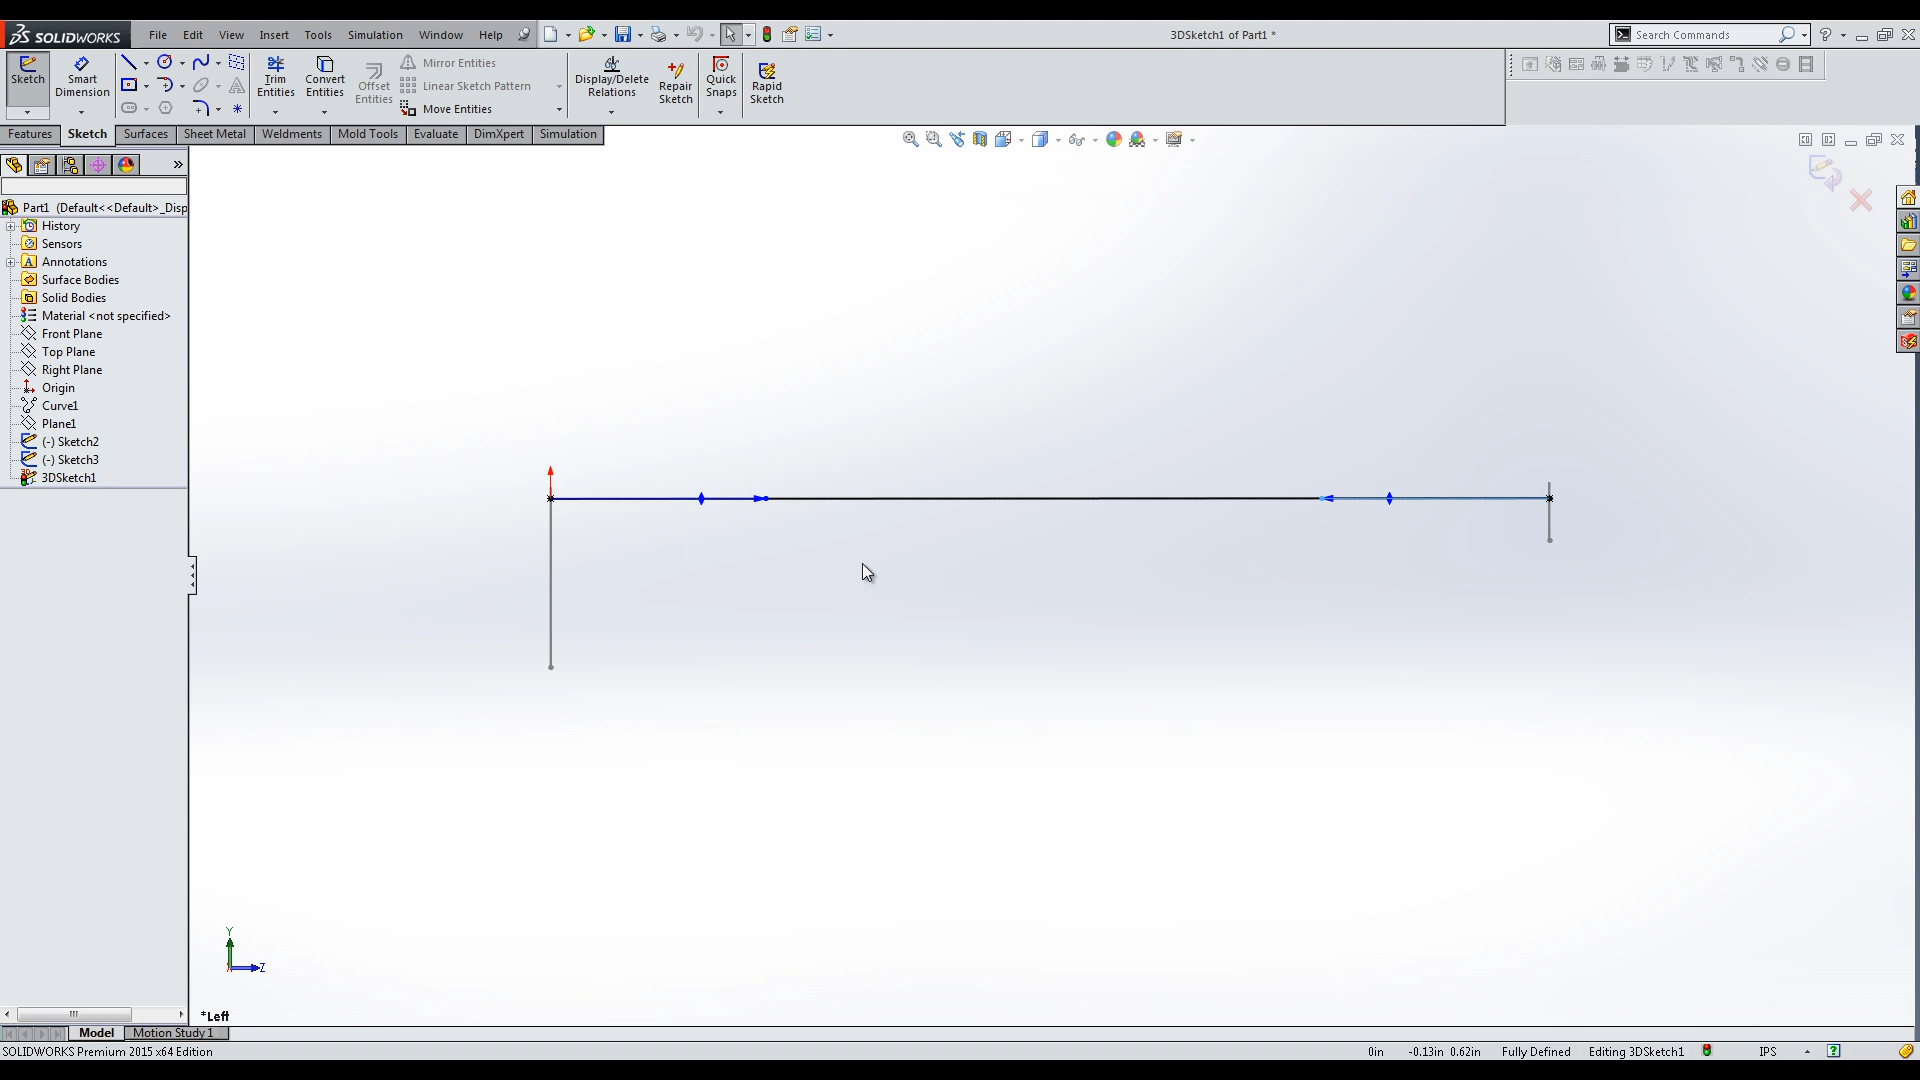 SOLIDWORKS
File Edit View Insert Tools Simulation Window Help
3DSketch1 of Part1 *
Search Commands
Sketch
Smart Dimension
Trim Entities
Convert Entities
Offset Entities
Mirror Entities
Linear Sketch Pattern
Move Entities
Display/Delete Relations
Repair Sketch
Quick Snaps
Rapid Sketch
Features Sketch Surfaces Sheet Metal Weldments Mold Tools Evaluate DimXpert Simulation
Part1 (Default<<Default>_Disp
History
Sensors
Annotations
Surface Bodies
Solid Bodies
Material <not specified>
Front Plane
Top Plane
Right Plane
Origin
Curve1
Plane1
(-) Sketch2
(-) Sketch3
3DSketch1
Y
Z
*Left
Model Motion Study 1
SOLIDWORKS Premium 2015 x64 Edition
0in -0.13in 0.62in Fully Defined Editing 3DSketch1 IPS